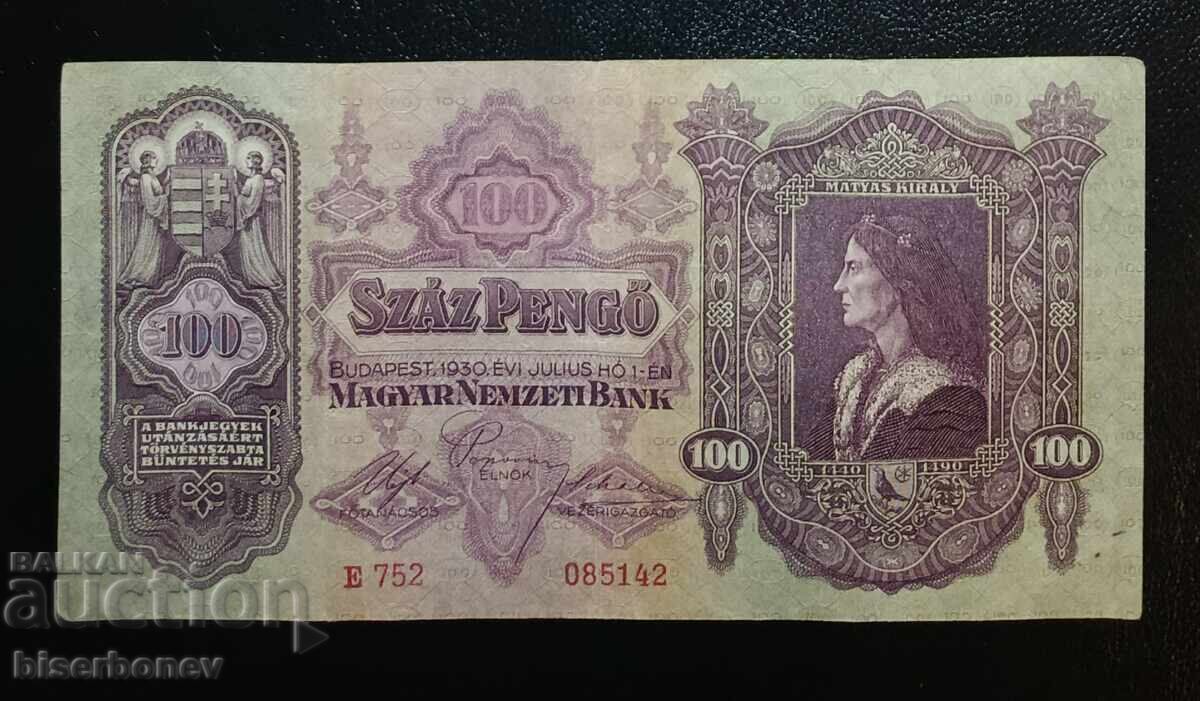 100
SZÁZ PENGŐ
BUDAPEST, 1930. ÉVI JULIUS HÓ 1-ÉN
MAGYAR NEMZETI BANK
100
A BANKJEGYEK
UTÁNZÁSÁÉRT
TÖRVÉNYSZABTA
BÜNTETÉS JÁR
ELNÖK
FŐTANÁCSOS
VEZÉRIGAZGATÓ
E 752
085142
MÁTYÁS KIRÁLY
100
1440
1490
100
BALKAN
auction
biserbonev